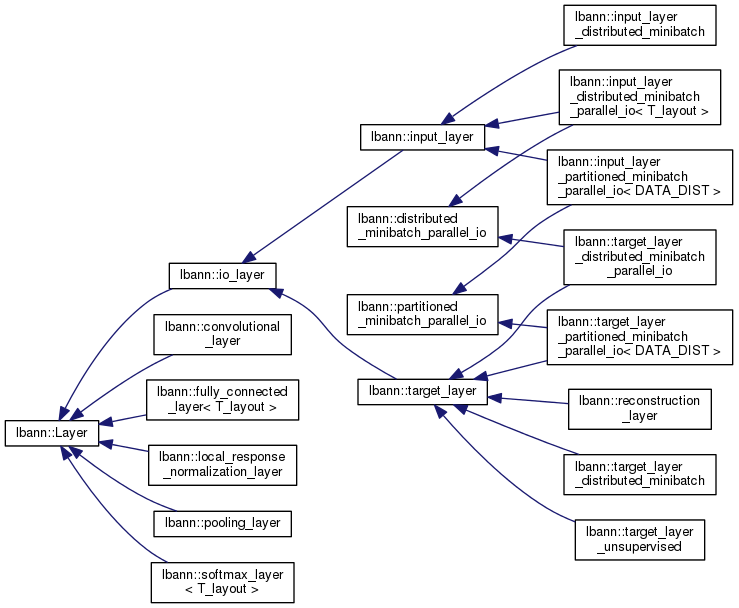 lbann::input_layer
_distributed_minibatch
lbann::input_layer
_distributed_minibatch
_parallel_io< T_layout >
lbann::input_layer
lbann::input_layer
_partitioned_minibatch
_parallel_io< DATA_DIST >
lbann::distributed
_minibatch_parallel_io
lbann::target_layer
_distributed_minibatch
_parallel_io
lbann::io_layer
lbann::partitioned
_minibatch_parallel_io
lbann::convolutional
_layer
lbann::target_layer
_partitioned_minibatch
_parallel_io< DATA_DIST >
lbann::fully_connected
_layer< T_layout >
lbann::target_layer
lbann::reconstruction
_layer
lbann::Layer
lbann::local_response
_normalization_layer
lbann::target_layer
_distributed_minibatch
lbann::pooling_layer
lbann::target_layer
_unsupervised
lbann::softmax_layer
< T_layout >